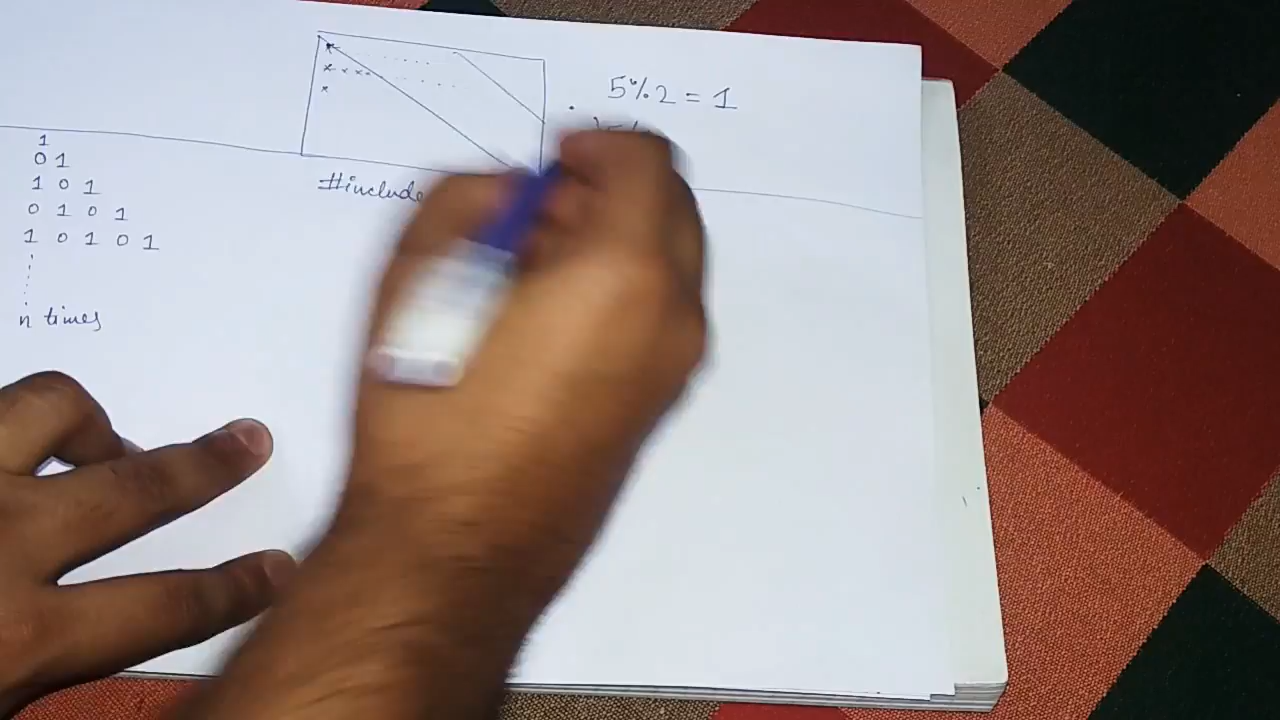 5%2 = 1
1
0 1
1 0 1
0 1 0 1
1 0 1 0 1
n times
#include